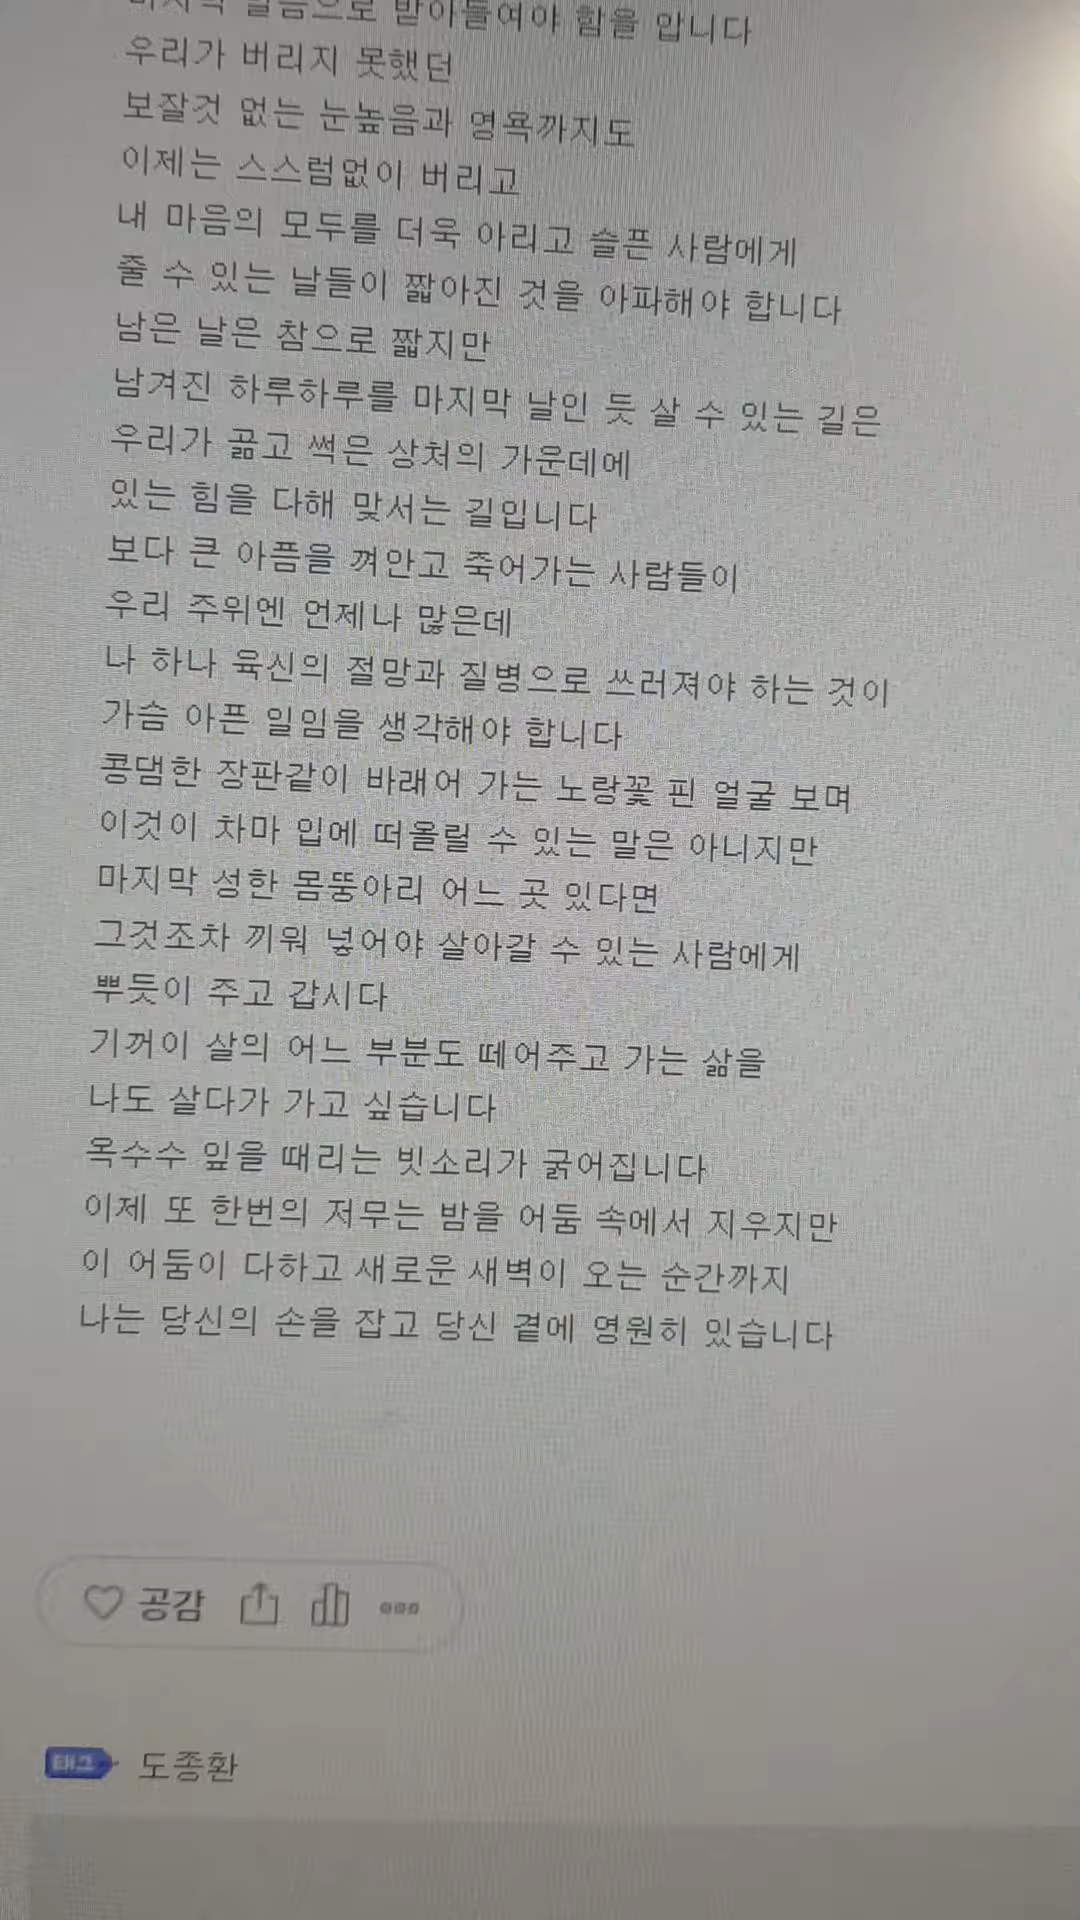 마지막 말씀으로 받아들여야 함을 압니다
우리가 버리지 못했던
보잘것 없는 눈높음과 영욕까지도
이제는 스스럼없이 버리고
내 마음의 모두를 더욱 아리고 슬픈 사람에게
줄 수 있는 날들이 짧아진 것을 아파해야 합니다
남은 날은 참으로 짧지만
남겨진 하루하루를 마지막 날인 듯 살 수 있는 길은
우리가 곪고 썩은 상처의 가운데에
있는 힘을 다해 맞서는 길입니다
보다 큰 아픔을 껴안고 죽어가는 사람들이
우리 주위엔 언제나 많은데
나 하나 육신의 절망과 질병으로 쓰러져야 하는 것이
가슴 아픈 일임을 생각해야 합니다
콩댐한 장판같이 바래어 가는 노랑꽃 핀 얼굴 보며
이것이 차마 입에 떠올릴 수 있는 말은 아니지만
마지막 성한 몸뚱아리 어느 곳 있다면
그것조차 끼워 넣어야 살아갈 수 있는 사람에게
뿌듯이 주고 갑시다
기꺼이 살의 어느 부분도 떼어주고 가는 삶을
나도 살다가 가고 싶습니다
옥수수 잎을 때리는 빗소리가 굵어집니다
이제 또 한번의 저무는 밤을 어둠 속에서 지우지만
이 어둠이 다하고 새로운 새벽이 오는 순간까지
나는 당신의 손을 잡고 당신 곁에 영원히 있습니다
공감
태그 도종환